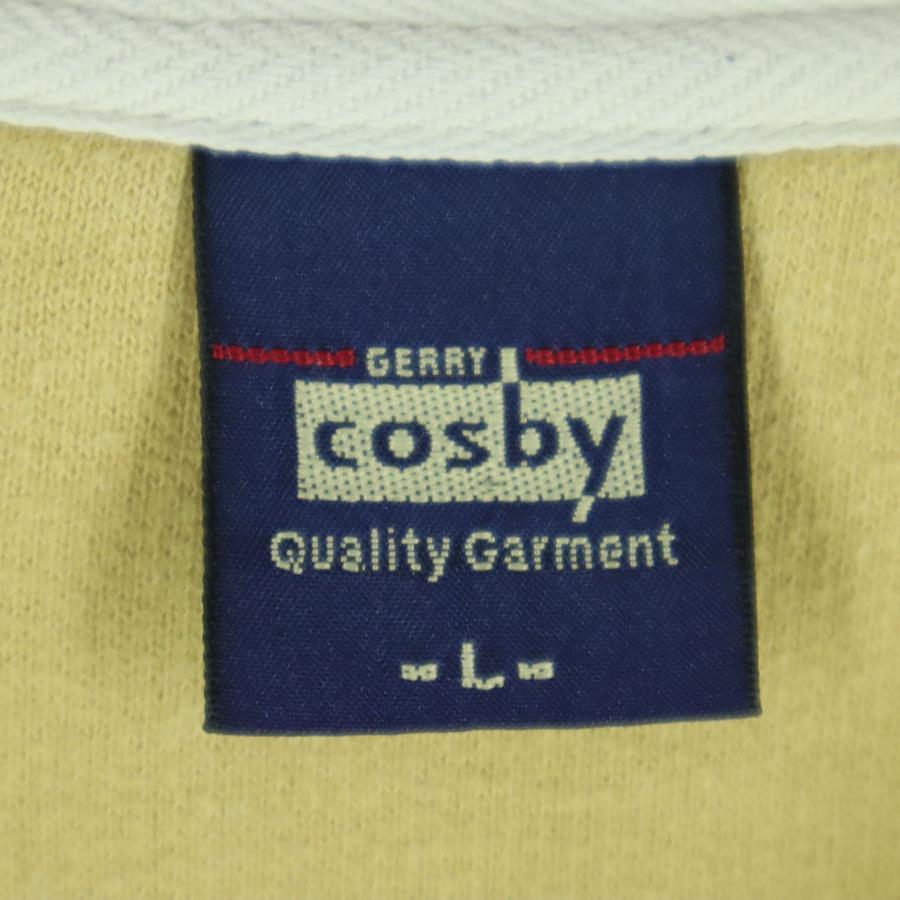 GERRY
cosby
Quality Garment
- L -